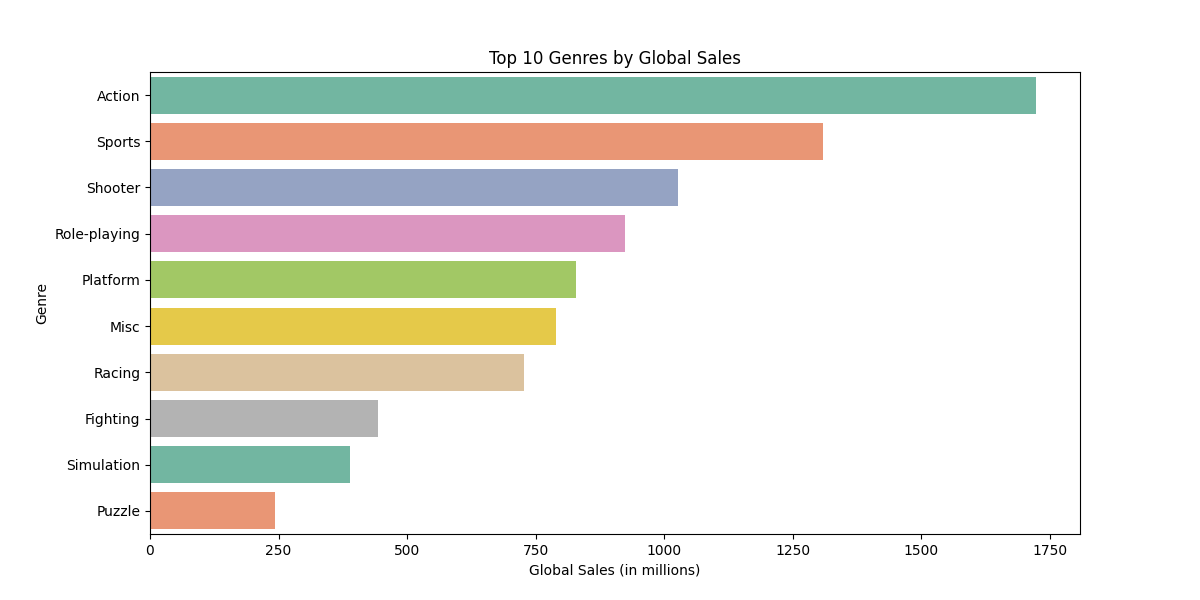 Top 10 Genres by Global Sales
Genre
Action
Sports
Shooter
Role-playing
Platform
Misc
Racing
Fighting
Simulation
Puzzle
0 250 500 750 1000 1250 1500 1750
Global Sales (in millions)